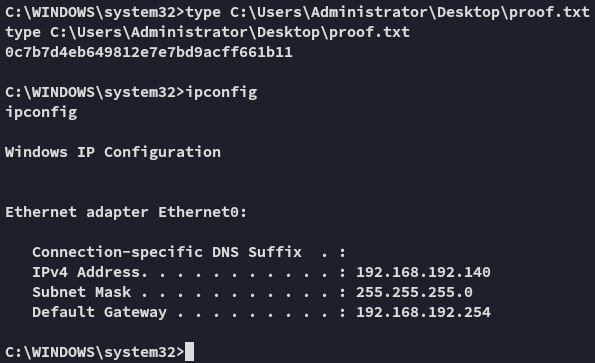 C:\WINDOWS\system32>type C:\Users\Administrator\Desktop\proof.txt
type C:\Users\Administrator\Desktop\proof.txt
0c7b7d4eb649812e7e7bd9acff661b11
C:\WINDOWS\system32>ipconfig
ipconfig
Windows IP Configuration
Ethernet adapter Ethernet0:
Connection-specific DNS Suffix  . :
IPv4 Address. . . . . . . . . . . : 192.168.192.140
Subnet Mask . . . . . . . . . . . : 255.255.255.0
Default Gateway . . . . . . . . . : 192.168.192.254
C:\WINDOWS\system32>